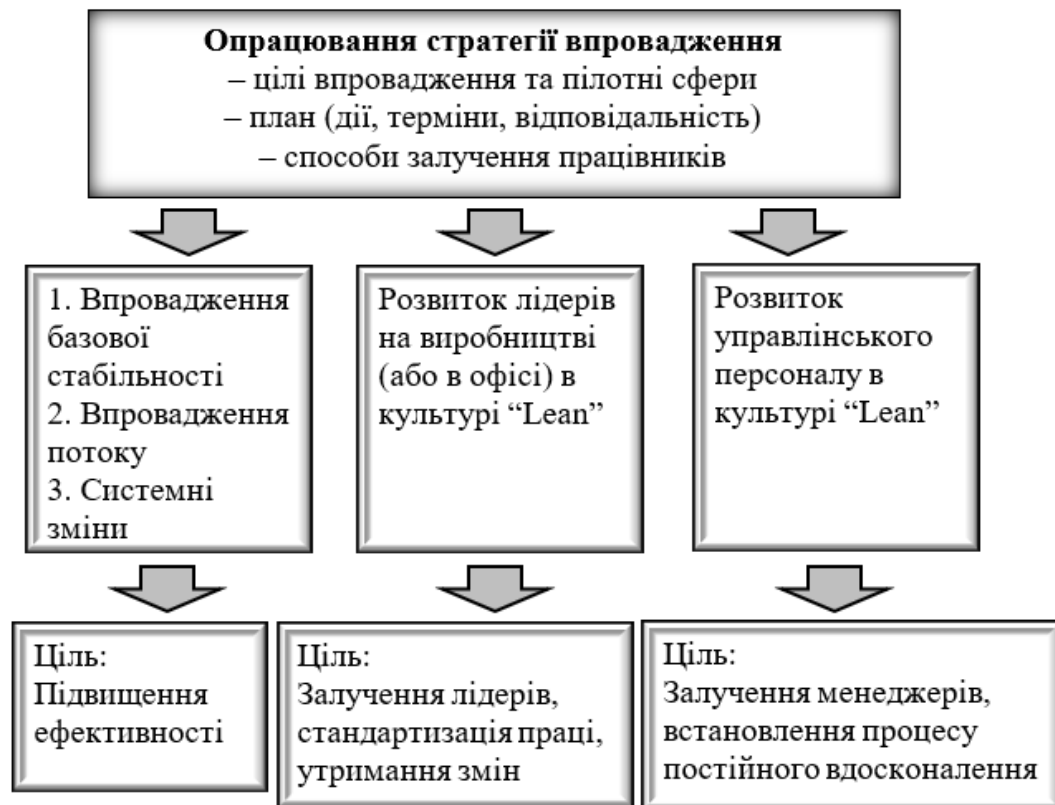 Опрацювання стратегії впровадження
– цілі впровадження та пілотні сфери
– план (дії, терміни, відповідальність)
– способи залучення працівників
1. Впровадження
базової
стабільності
2. Впровадження
потоку
3. Системні
зміни
Розвиток лідерів
на виробництві
(або в офісі) в
культурі “Lean”
Розвиток
управлінського
персоналу в
культурі “Lean”
Ціль:
Підвищення
ефективності
Ціль:
Залучення лідерів,
стандартизація праці,
утримання змін
Ціль:
Залучення менеджерів,
встановлення процесу
постійного вдосконалення